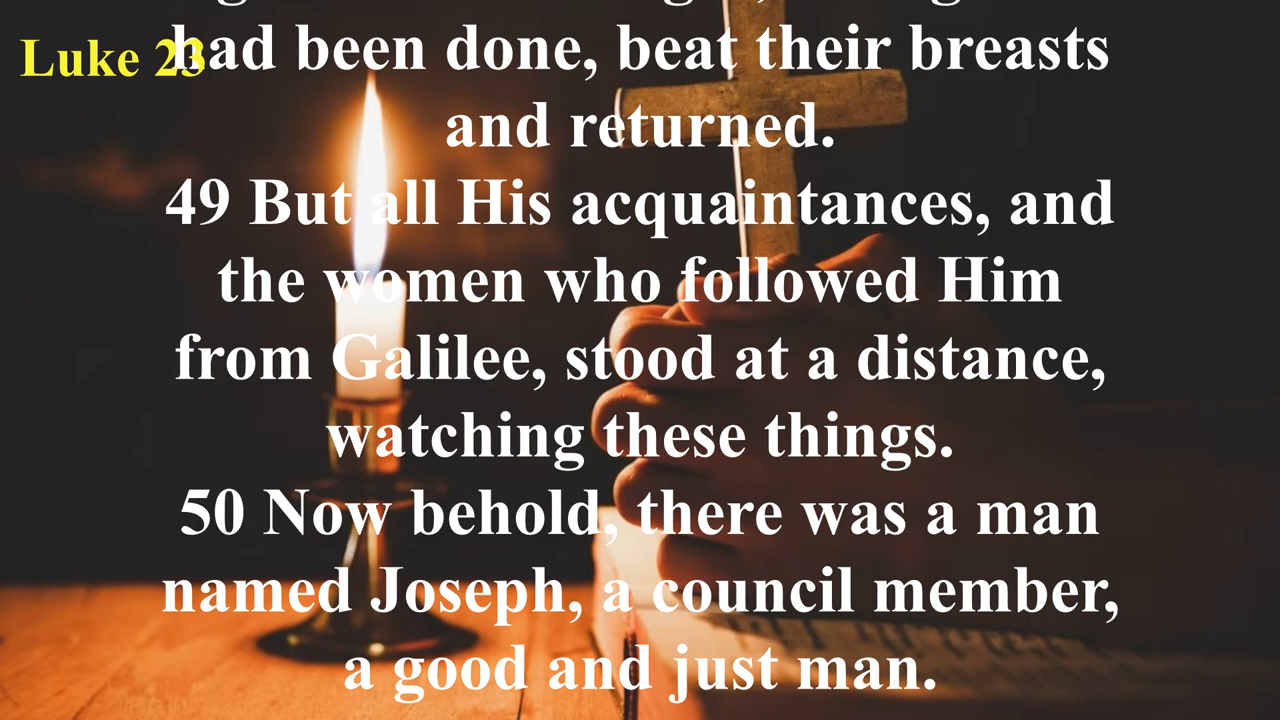 Luke 23
had been done, beat their breasts
and returned.
49 But all His acquaintances, and
the women who followed Him
from Galilee, stood at a distance,
watching these things.
50 Now behold, there was a man
named Joseph, a council member,
a good and just man.